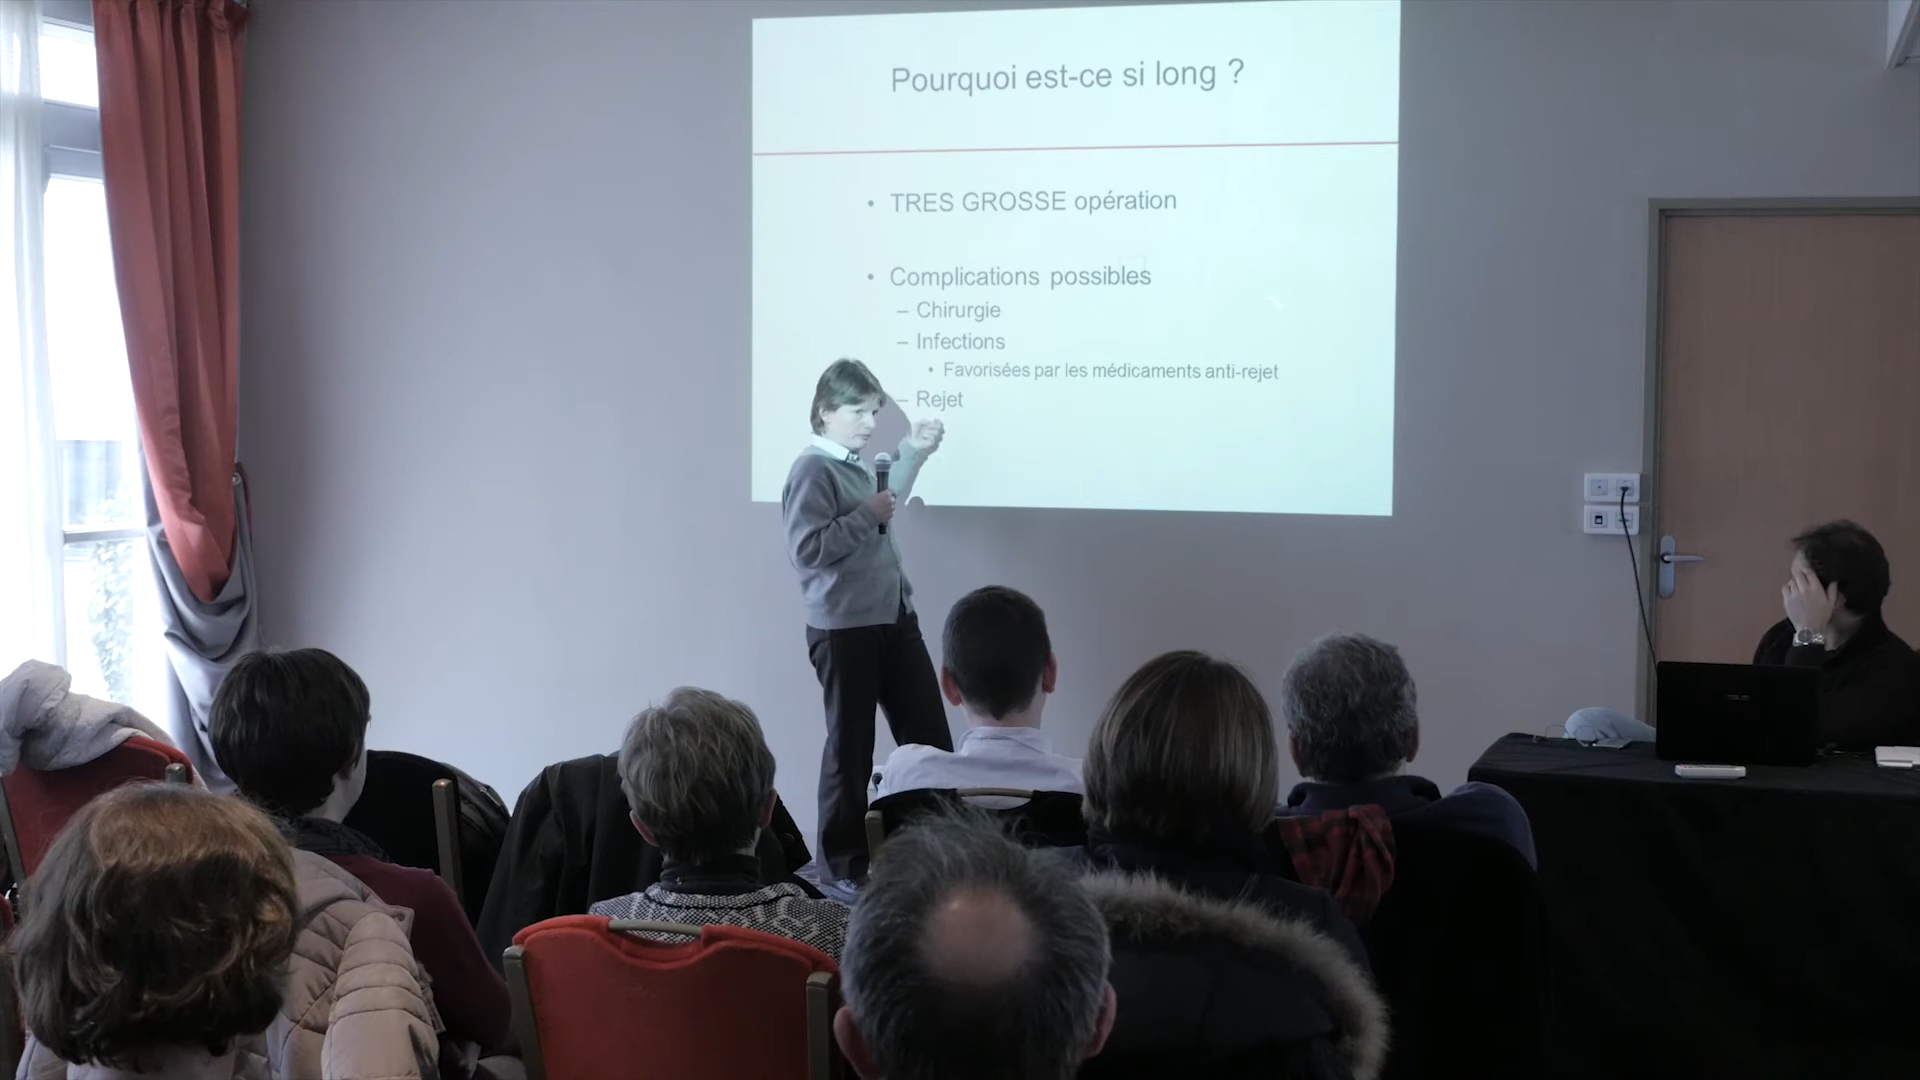 Pourquoi est-ce si long ?
• TRES GROSSE opération
• Complications possibles
– Chirurgie
– Infections
• Favorisées par les médicaments anti-rejet
– Rejet